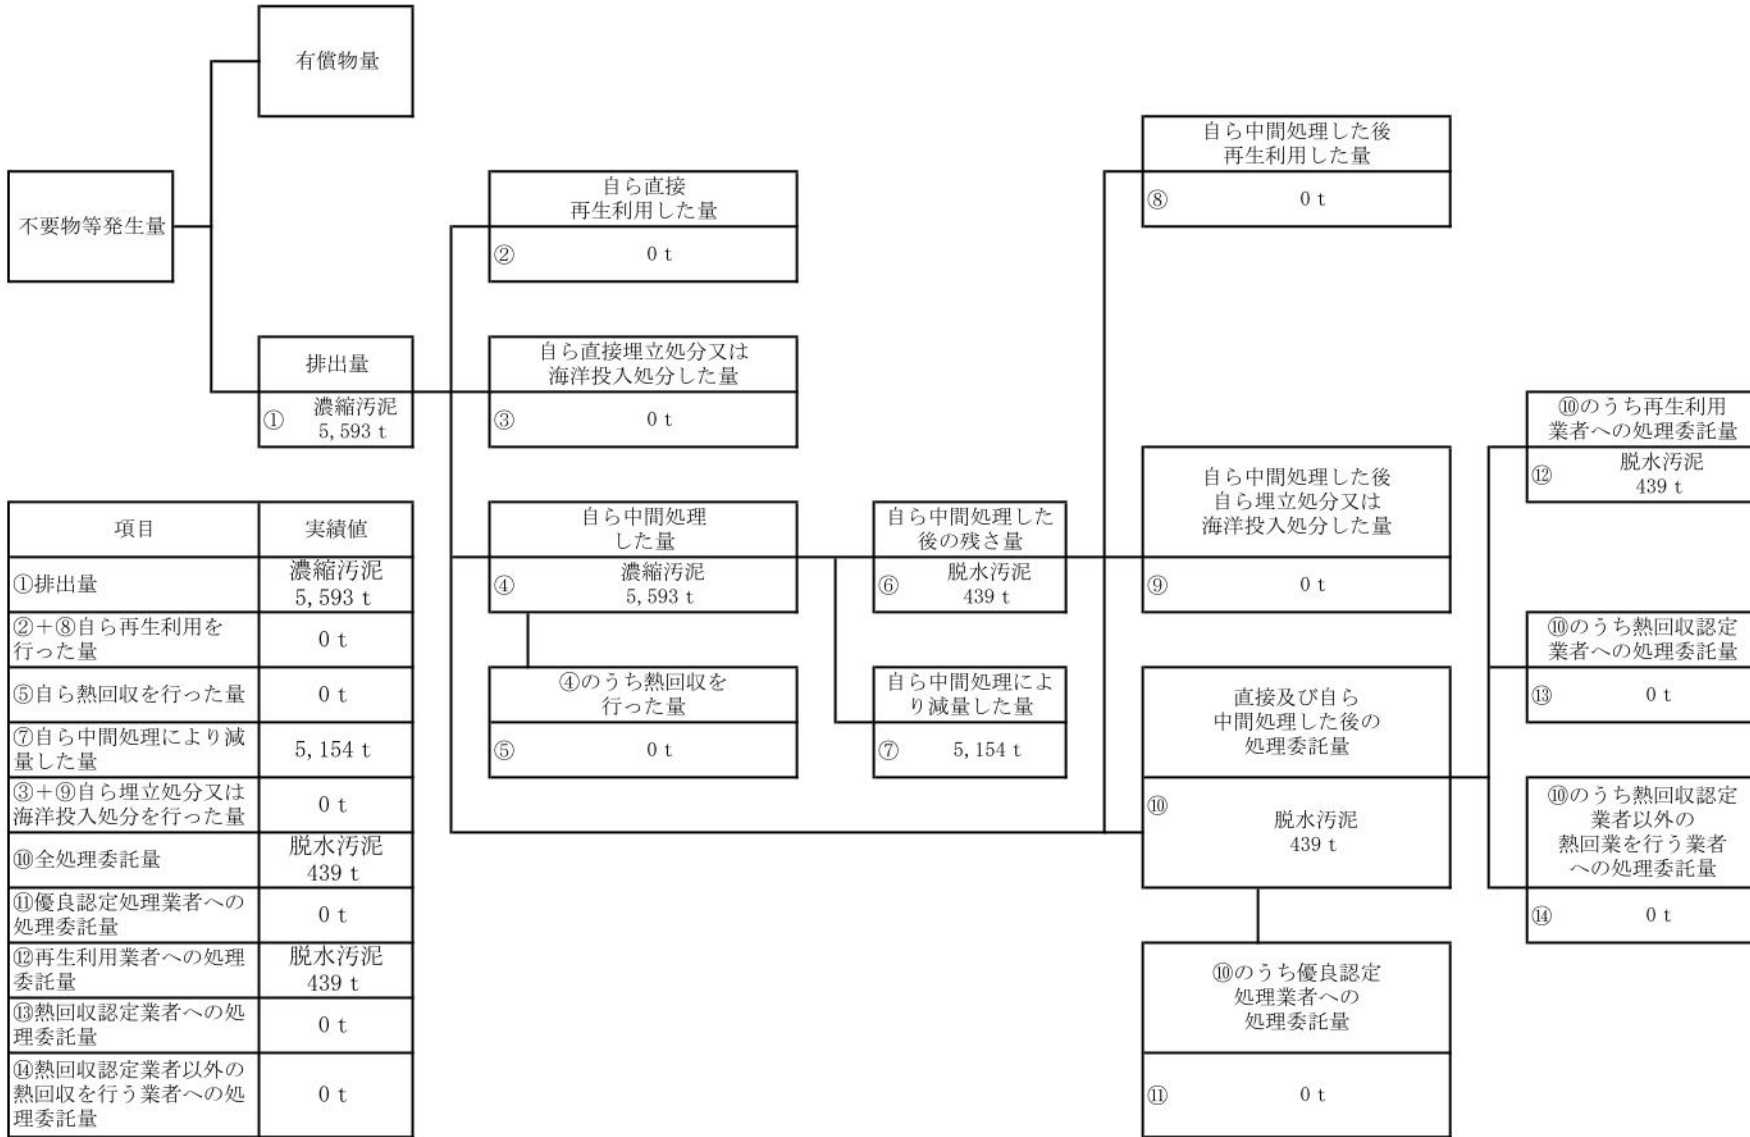 有償物量
不要物等発生量
排出量
①
濃縮汚泥
5,593 t
自ら直接
再生利用した量
②
0 t
自ら直接埋立処分又は
海洋投入処分した量
③
0 t
自ら中間処理
した量
④
濃縮汚泥
5,593 t
④のうち熱回収を
行った量
⑤
0 t
自ら中間処理した
後の残さ量
⑥
脱水汚泥
439 t
自ら中間処理によ
り減量した量
⑦
5,154 t
自ら中間処理した後
再生利用した量
⑧
0 t
自ら中間処理した後
自ら埋立処分又は
海洋投入処分した量
⑨
0 t
直接及び自ら
中間処理した後の
処理委託量
⑩
脱水汚泥
439 t
⑩のうち優良認定
処理業者への
処理委託量
⑪
0 t
⑩のうち再生利用
業者への処理委託量
⑫
脱水汚泥
439 t
⑩のうち熱回収認定
業者への処理委託量
⑬
0 t
⑩のうち熱回収認定
業者以外の
熱回業を行う業者
への処理委託量
⑭
0 t
項目
実績値
①排出量
濃縮汚泥
5,593 t
②＋⑧自ら再生利用を
行った量
0 t
⑤自ら熱回収を行った量
0 t
⑦自ら中間処理により減
量した量
5,154 t
③＋⑨自ら埋立処分又は
海洋投入処分を行った量
0 t
⑩全処理委託量
脱水汚泥
439 t
⑪優良認定処理業者への
処理委託量
0 t
⑫再生利用業者への処理
委託量
脱水汚泥
439 t
⑬熱回収認定業者への処
理委託量
0 t
⑭熱回収認定業者以外の
熱回収を行う業者への処
理委託量
0 t